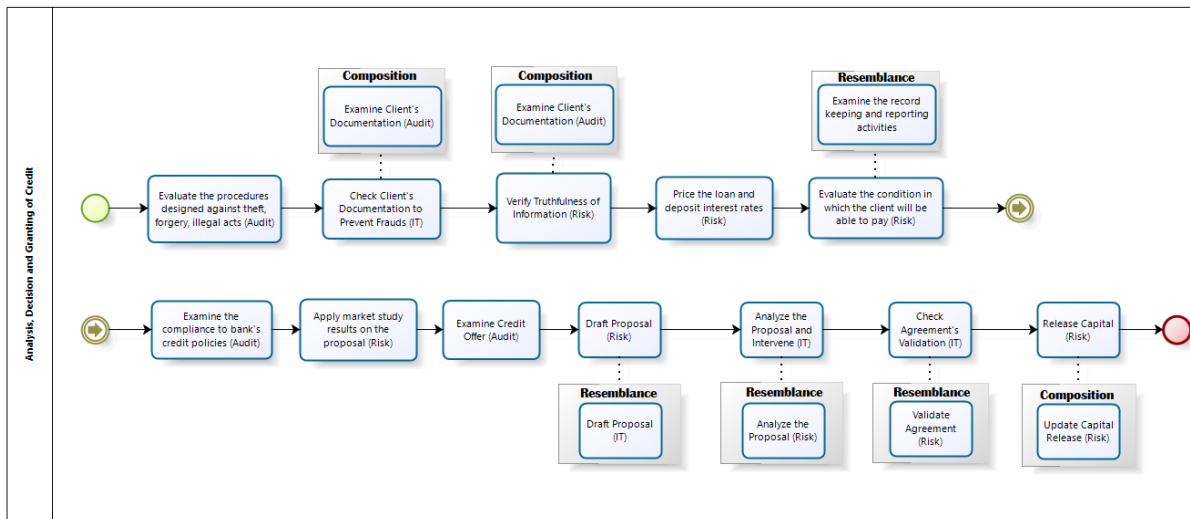 Analysis, Decision and Granting of Credit
Composition
Examine Client's
Documentation (Audit)
Composition
Examine Client's
Documentation (Audit)
Resemblance
Examine the record
keeping and reporting
activities
Evaluate the procedures
designed against theft,
forgery, illegal acts (Audit)
Check Client's
Documentation to
Prevent Frauds (IT)
Verify Truthfulness of
Information (Risk)
Price the loan and
deposit interest rates
(Risk)
Evaluate the condition in
which the client will be
able to pay (Risk)
Examine the
compliance to bank's
credit policies (Audit)
Apply market study
results on the
proposal (Risk)
Examine Credit
Offer (Audit)
Draft Proposal
(Risk)
Analyze the
Proposal and
Intervene (IT)
Check
Agreement's
Validation (IT)
Release Capital
(Risk)
Resemblance
Draft Proposal
(IT)
Resemblance
Analyze the
Proposal (Risk)
Resemblance
Validate
Agreement
(Risk)
Composition
Update Capital
Release (Risk)